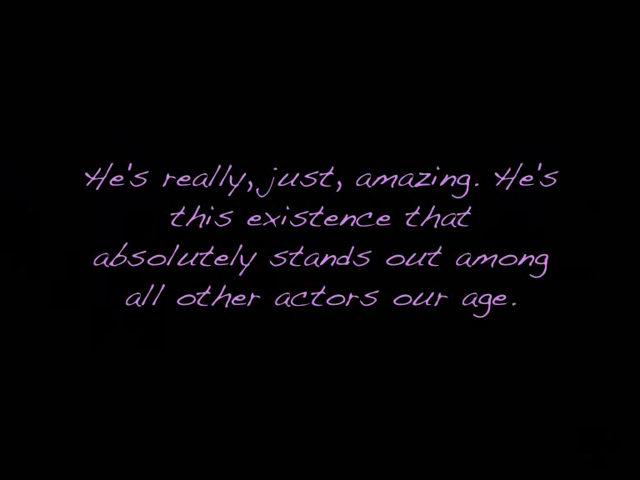 He's really, just, amazing. He's
this existence that
absolutely stands out among
all other actors our age.